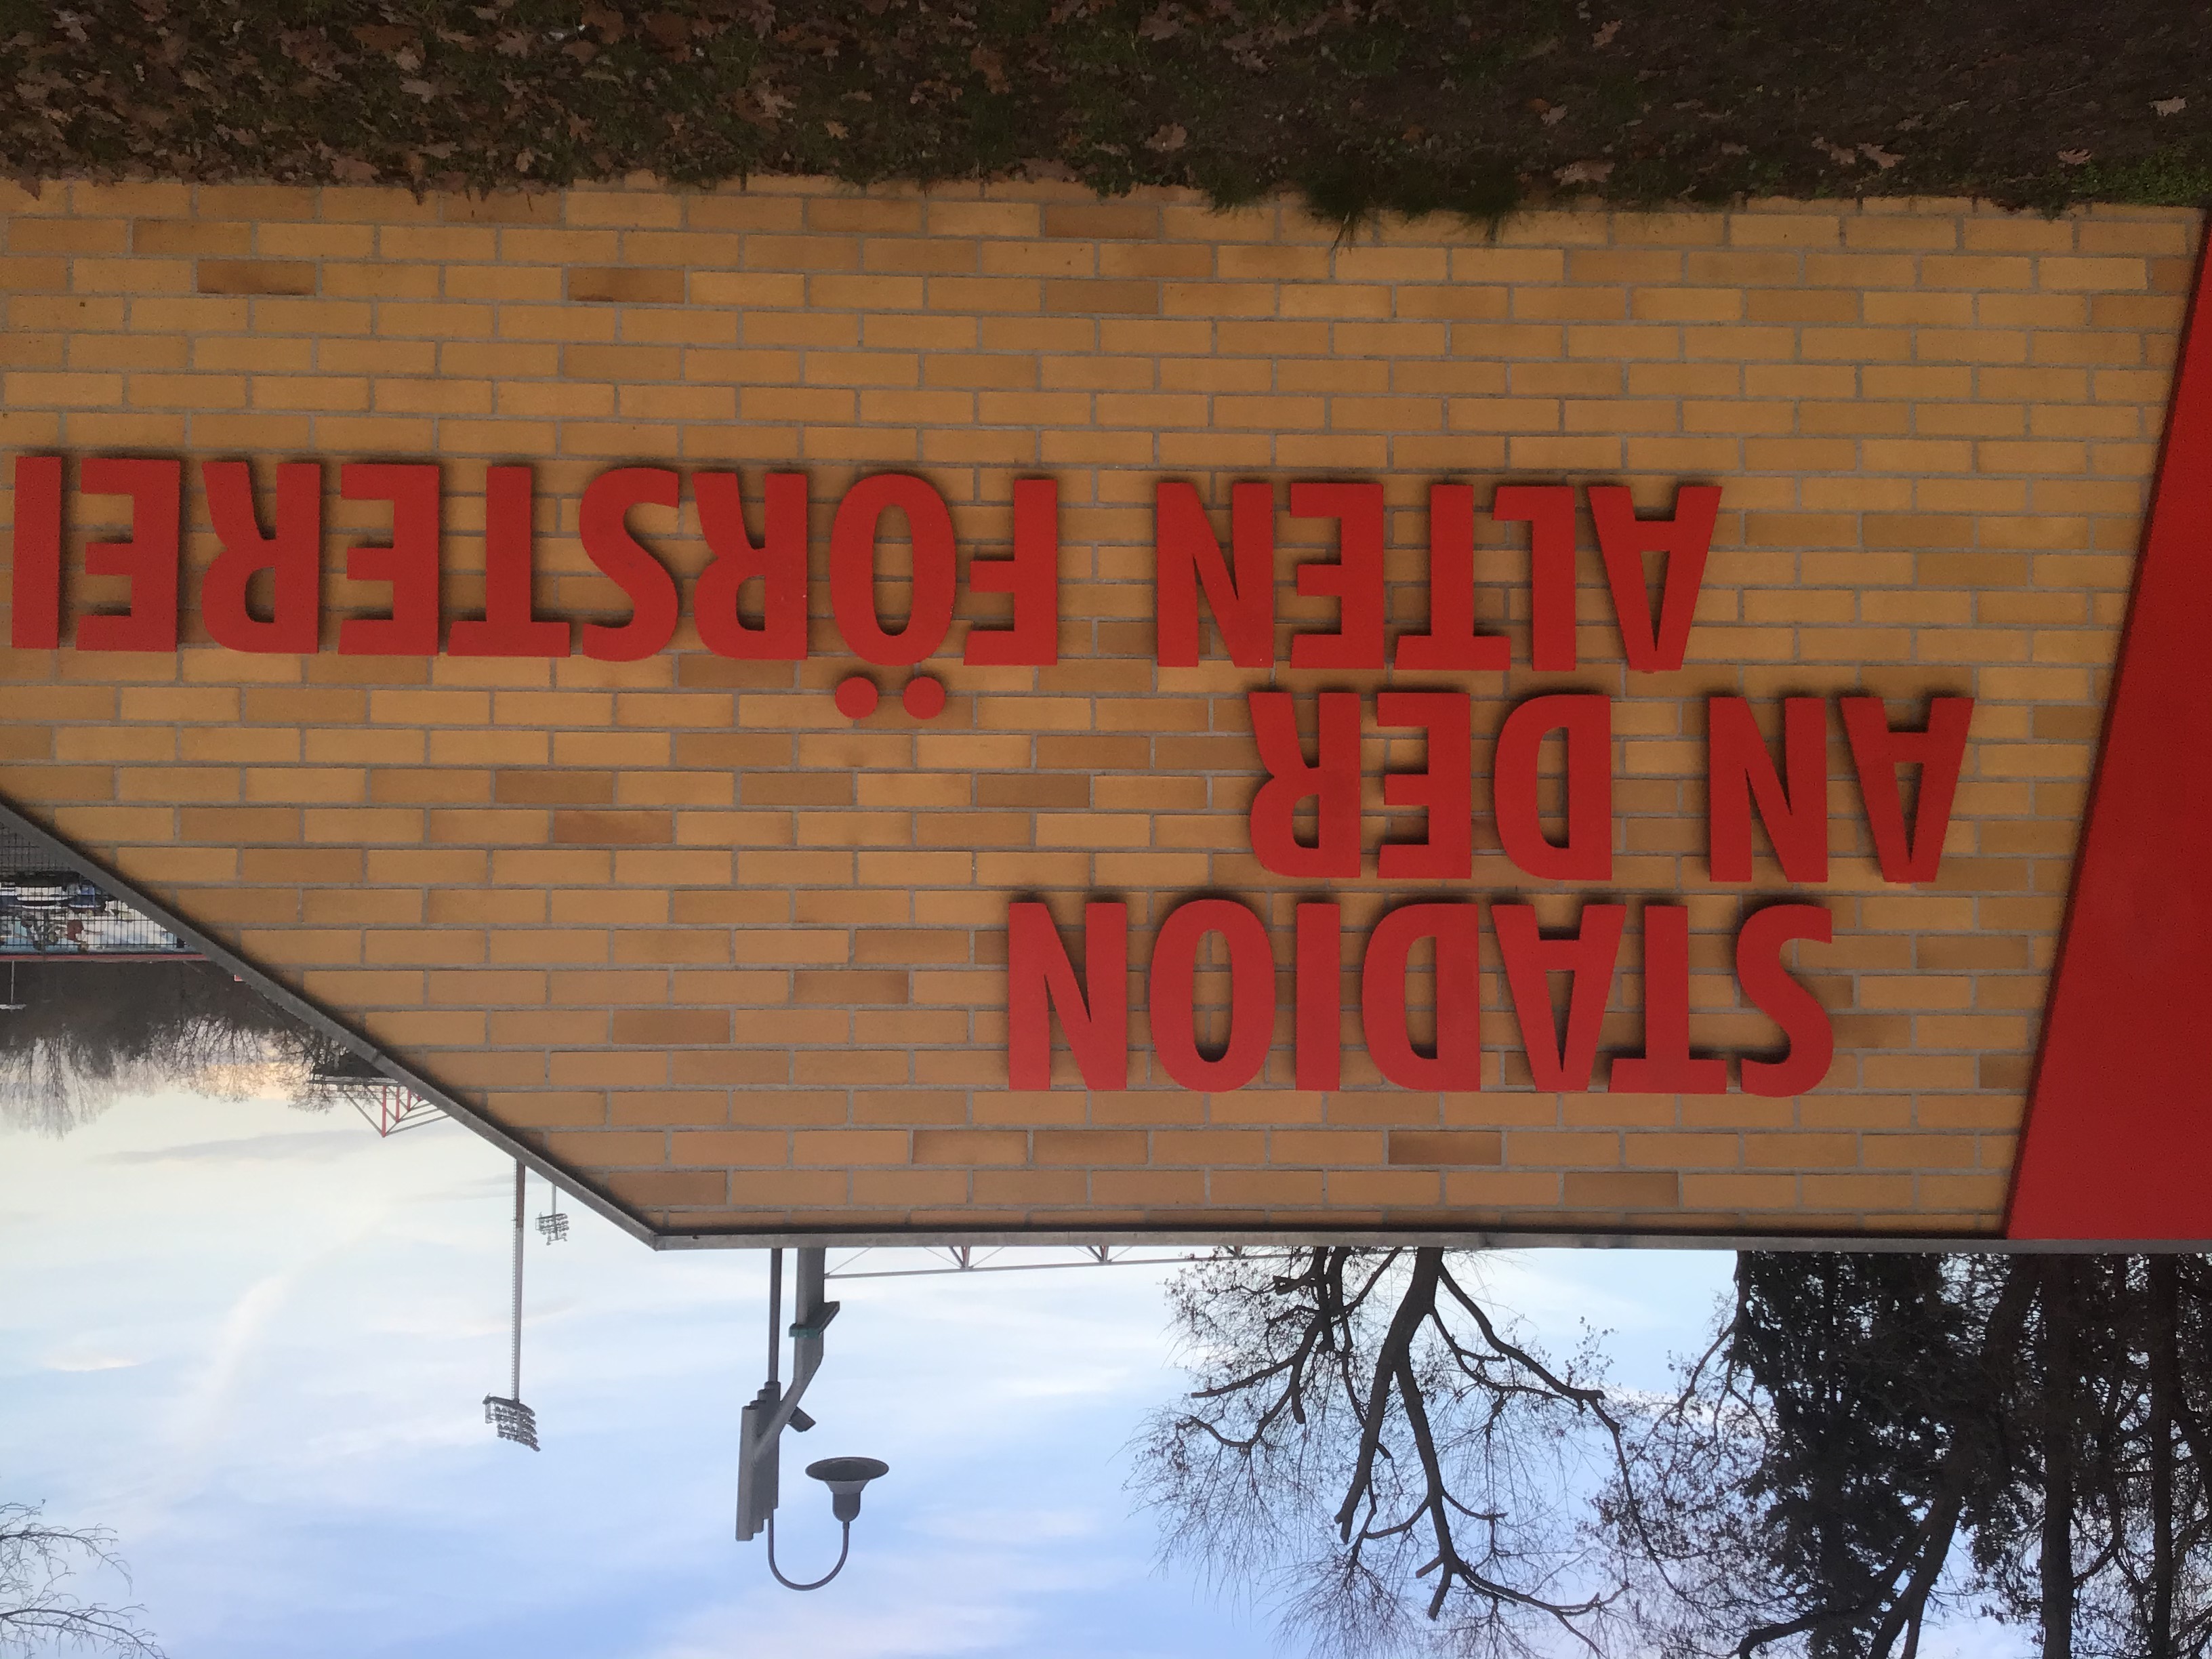 STADION
AN DER
ALTEN FÖRSTEREI